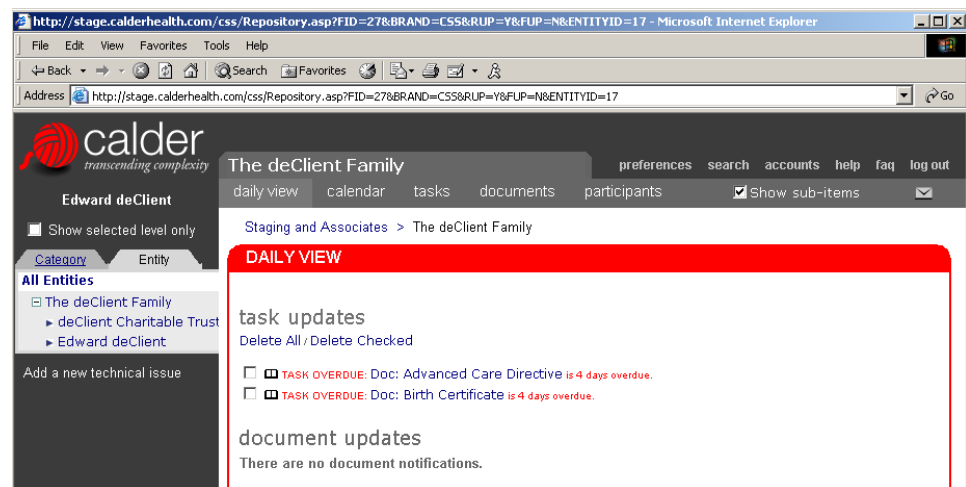 http://stage.calderhealth.com/css/Repository.asp?FID=27&BRAND=CSS&RUP=Y&FUP=N&ENTITYID=17 - Microsoft Internet Explorer
File Edit View Favorites Tools Help
Back Search Favorites
Address http://stage.calderhealth.com/css/Repository.asp?FID=27&BRAND=CSS&RUP=Y&FUP=N&ENTITYID=17 Go
calder
transcending complexity
The deClient Family preferences search accounts help faq log out
Edward deClient
daily view calendar tasks documents participants Show sub-items
Show selected level only
Staging and Associates > The deClient Family
Category Entity
DAILY VIEW
All Entities
The deClient Family
deClient Charitable Trust
Edward deClient
Add a new technical issue
task updates
Delete All / Delete Checked
TASK OVERDUE: Doc: Advanced Care Directive is 4 days overdue.
TASK OVERDUE: Doc: Birth Certificate is 4 days overdue.
document updates
There are no document notifications.